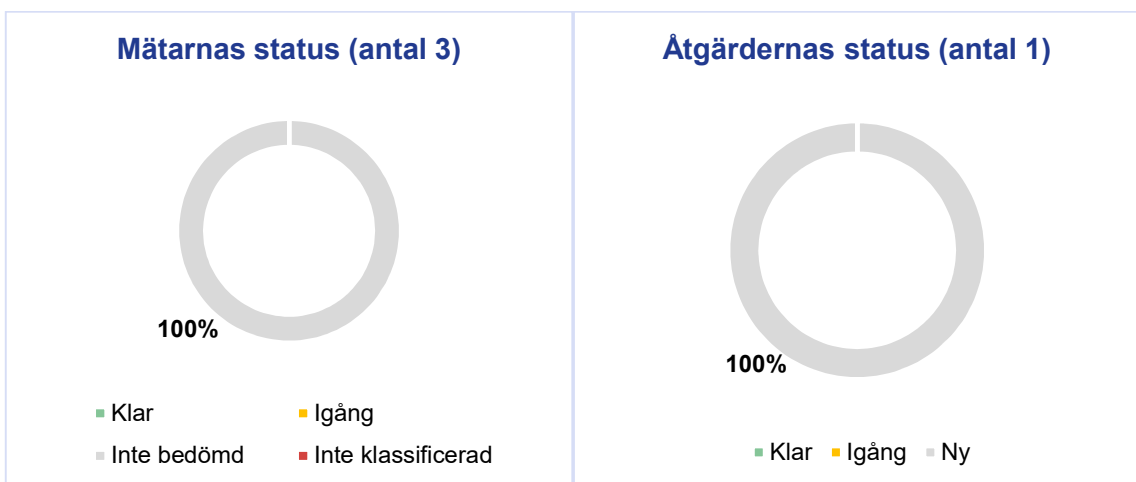 Mätarnas status (antal 3)
100%
Klar
Igång
Inte bedömd
Inte klassificerad
Åtgärdernas status (antal 1)
100%
Klar
Igång
Ny